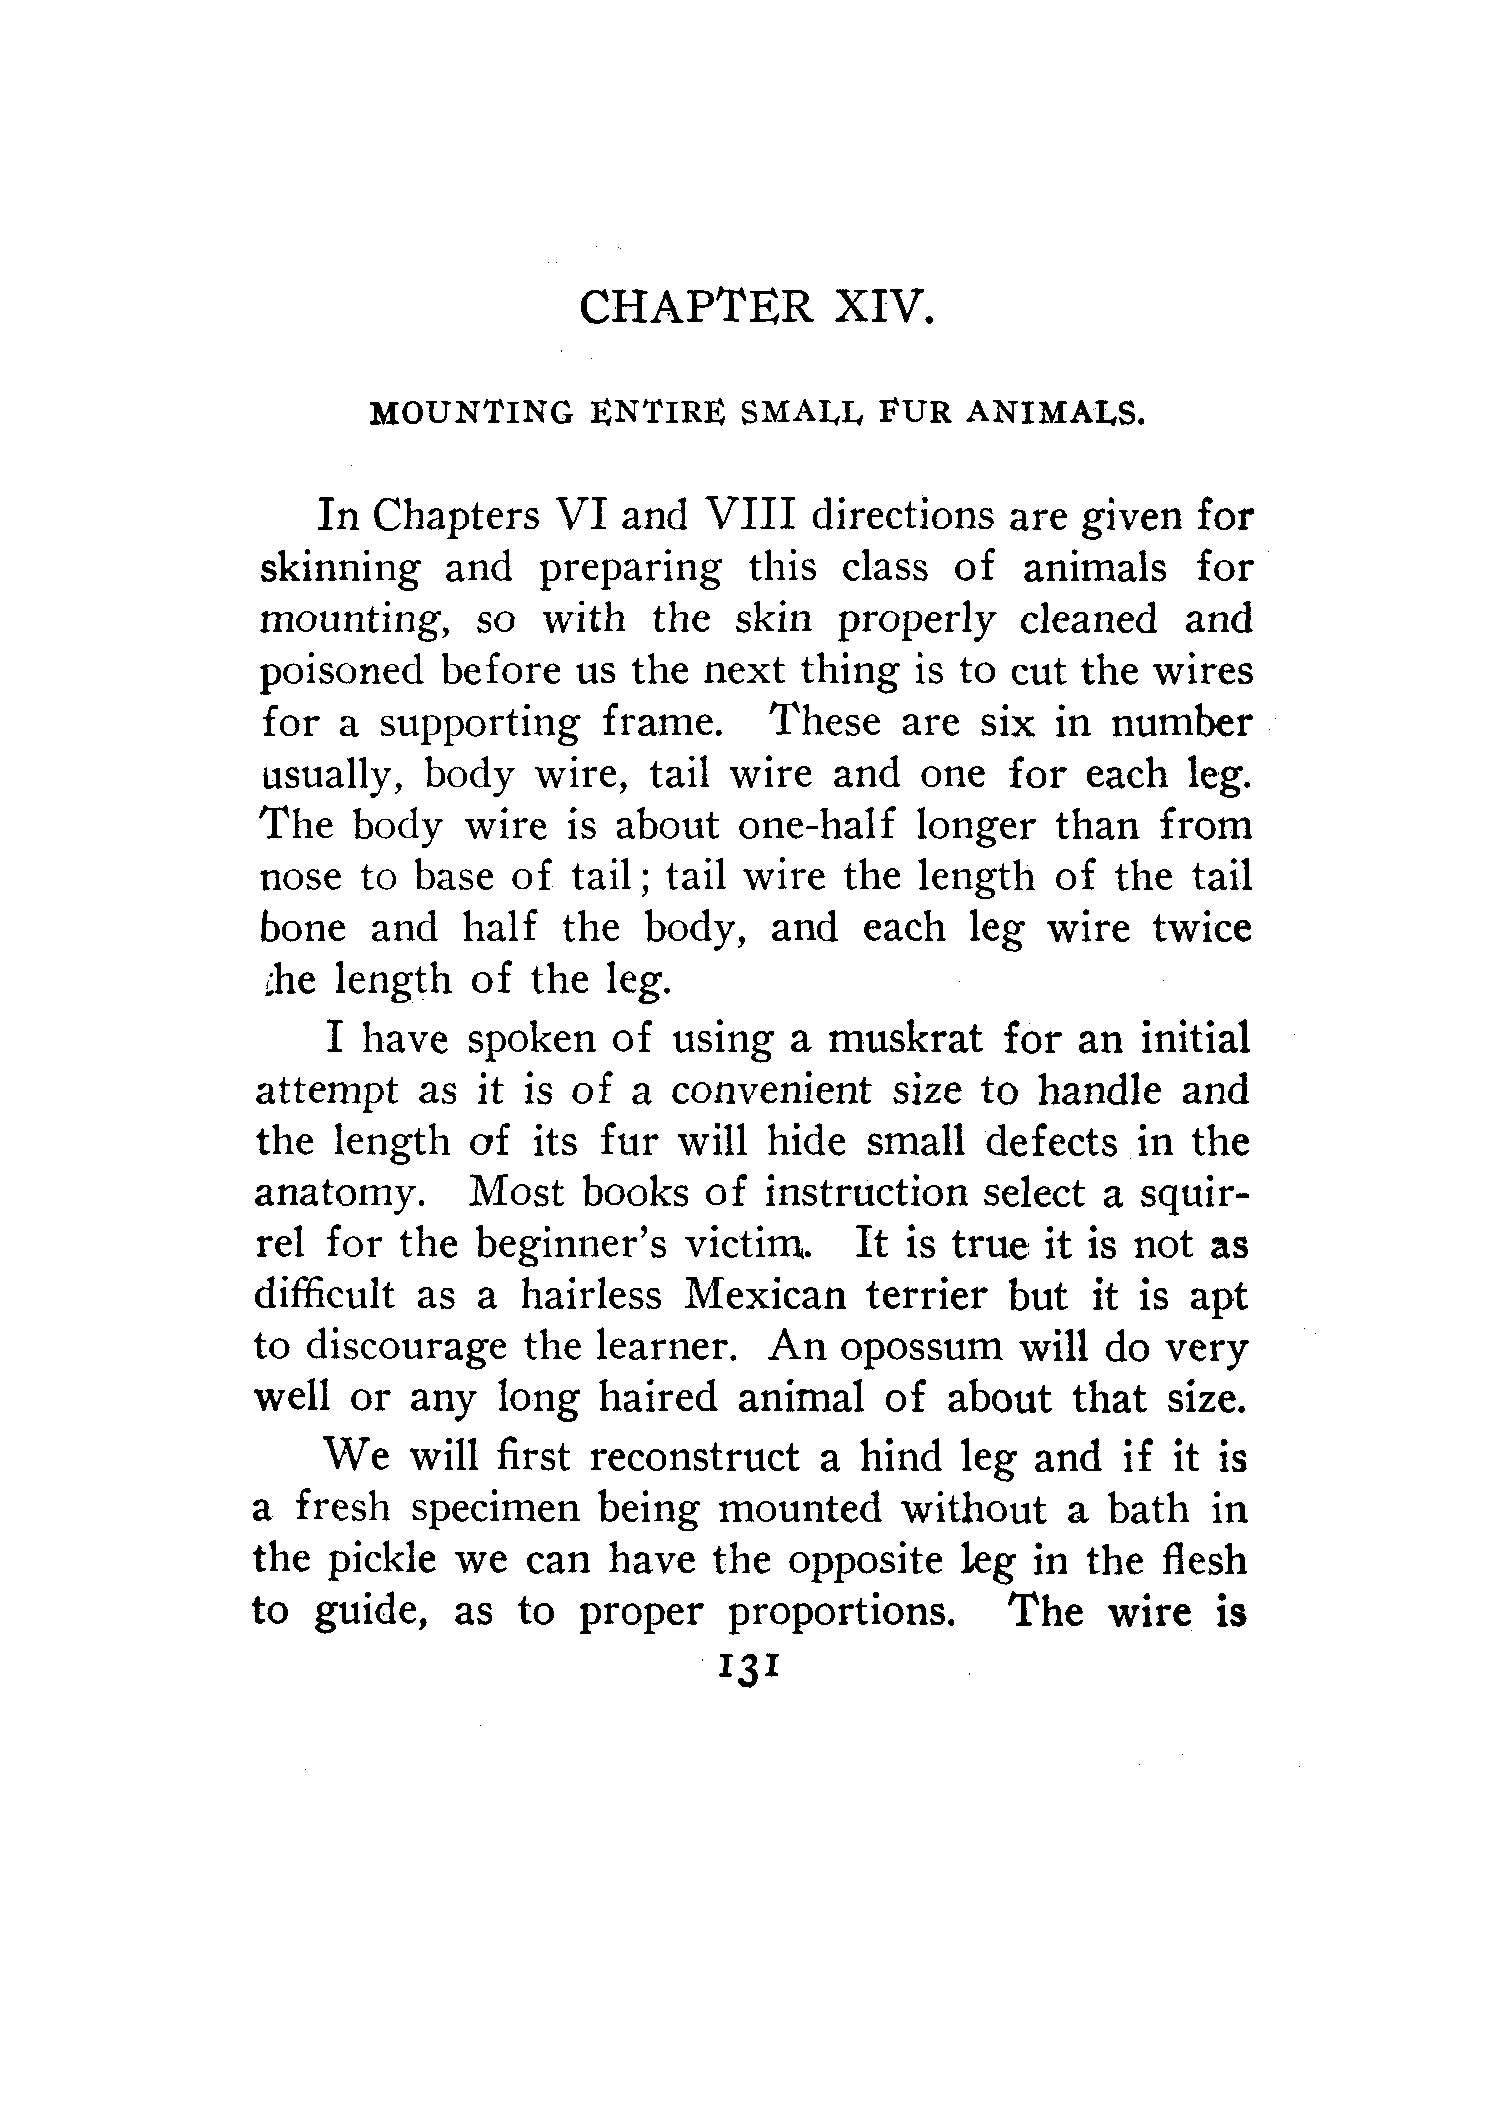 CHAPTER XIV.
MOUNTING ENTIRE SMALL FUR ANIMALS.
In Chapters VI and VIII directions are given for
skinning and preparing this class of animals for
mounting, so with the skin properly cleaned and
poisoned before us the next thing is to cut the wires
for a supporting frame. These are six in number
usually, body wire, tail wire and one for each leg.
The body wire is about one-half longer than from
nose to base of tail; tail wire the length of the tail
bone and half the body, and each leg wire twice
the length of the leg.
I have spoken of using a muskrat for an initial
attempt as it is of a convenient size to handle and
the length of its fur will hide small defects in the
anatomy. Most books of instruction select a squir-
rel for the beginner's victim. It is true it is not as
difficult as a hairless Mexican terrier but it is apt
to discourage the learner. An opossum will do very
well or any long haired animal of about that size.
We will first reconstruct a hind leg and if it is
a fresh specimen being mounted without a bath in
the pickle we can have the opposite leg in the flesh
to guide, as to proper proportions. The wire is
131